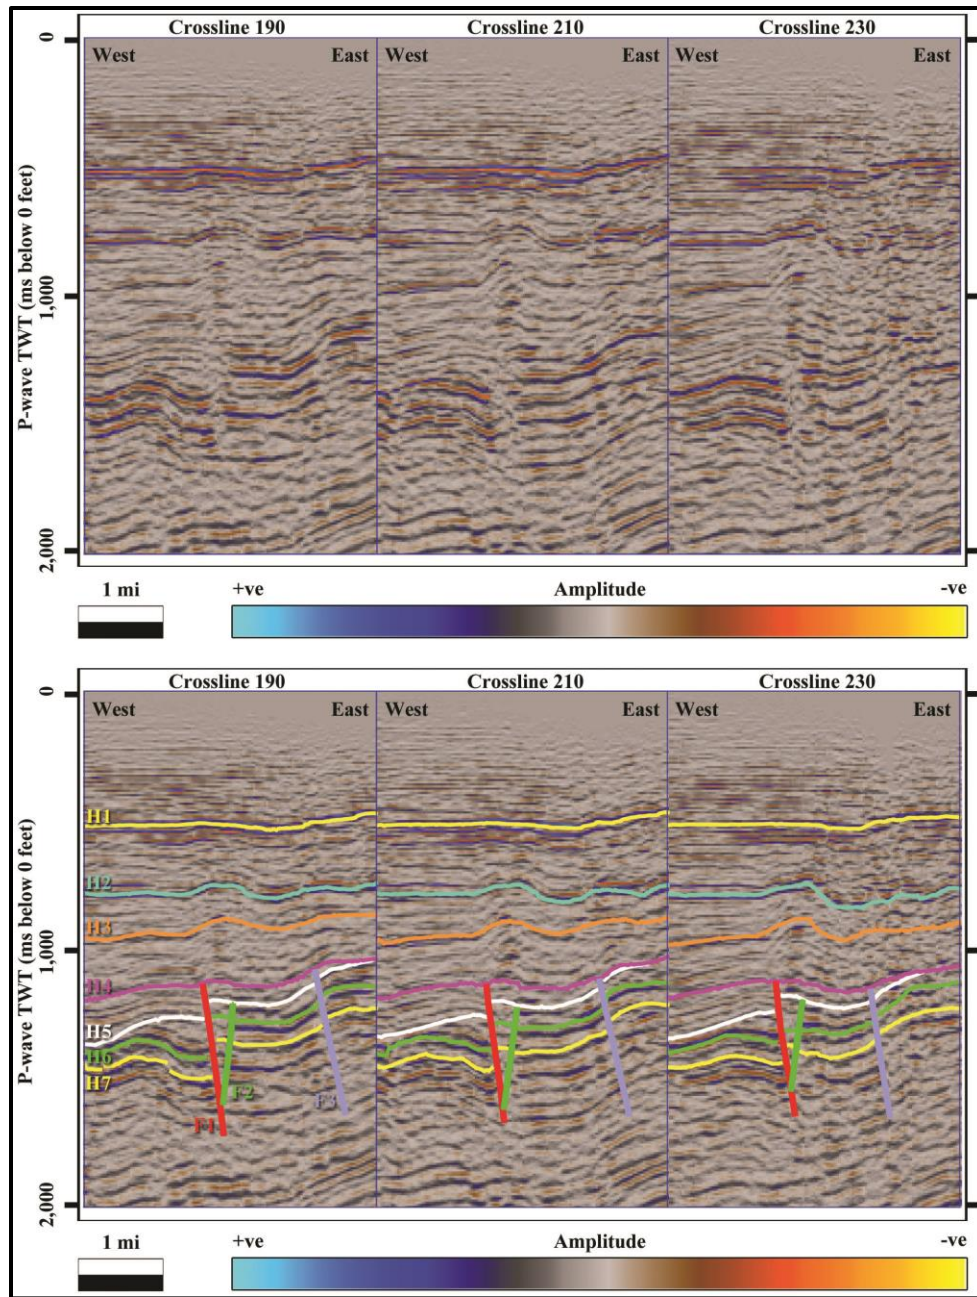 Crossline 190 Crossline 210 Crossline 230
0
West East West East West East
P-wave TWT (ms below 0 feet)
1,000
2,000
1 mi +ve Amplitude -ve
Crossline 190 Crossline 210 Crossline 230
0
West East West East West East
H1
H2
H3
P-wave TWT (ms below 0 feet)
1,000
H4
H5
H6
H7
F2
F3
F1
2,000
1 mi +ve Amplitude -ve